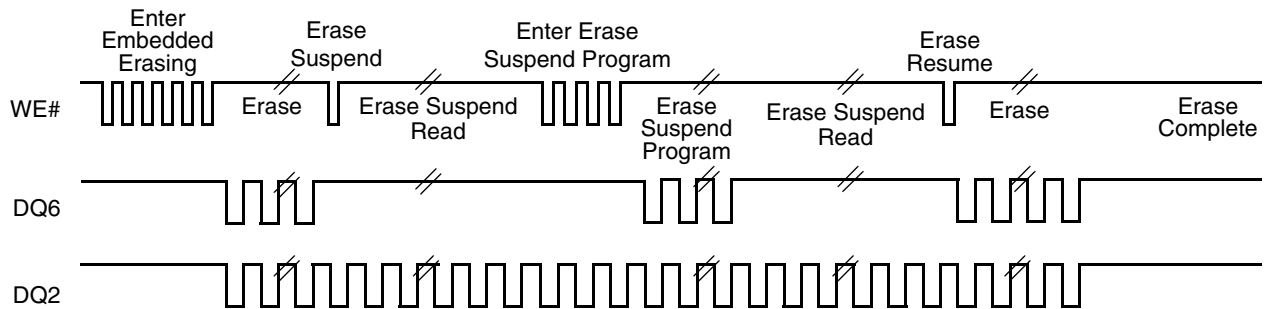 Enter
Embedded
Erasing
Erase
Suspend
Enter Erase
Suspend Program
Erase
Resume
WE#
Erase
Erase Suspend
Read
Erase
Suspend
Program
Erase Suspend
Read
Erase
Erase
Complete
DQ6
DQ2